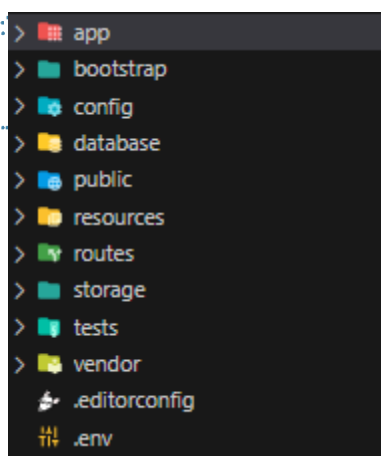 app
bootstrap
config
database
public
resources
routes
storage
tests
vendor
.editorconfig
.env